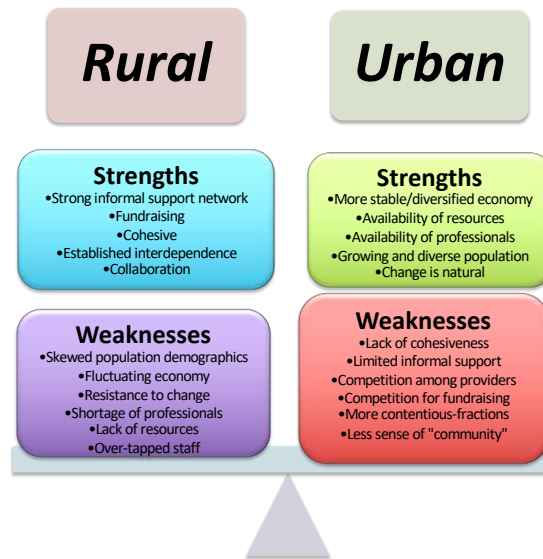 Rural
Urban
Strengths
•Strong informal support network
•Fundraising
•Cohesive
•Established interdependence
•Collaboration
Strengths
•More stable/diversified economy
•Availability of resources
•Availability of professionals
•Growing and diverse population
•Change is natural
Weaknesses
•Skewed population demographics
•Fluctuating economy
•Resistance to change
•Shortage of professionals
•Lack of resources
•Over-tapped staff
Weaknesses
•Lack of cohesiveness
•Limited informal support
•Competition among providers
•Competition for fundraising
•More contentious-fractions
•Less sense of "community"